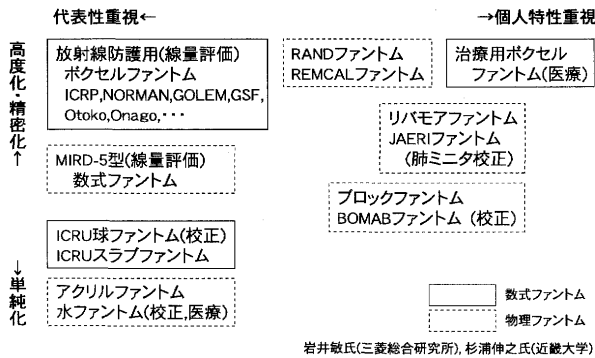 代表性重視←
→個人特性重視
高度化・精密化→
→単純化
放射線防護用(線量評価)
ボクセルファントム
ICRP,NORMAN,GOLEM,GSF,
Otoko,Onago,・・・
RANDファントム
REMCALファントム
治療用ボクセル
ファントム(医療)
リバモアファントム
JAERIファントム
(肺ミニタ校正)
MIRD-5型(線量評価)
数式ファントム
ブロックファントム
BOMABファントム (校正)
ICRU球ファントム(校正)
ICRUスラブファントム
アクリルファントム
水ファントム(校正,医療)
数式ファントム
物理ファントム
岩井敏氏(三菱総合研究所), 杉浦伸之氏(近畿大学)